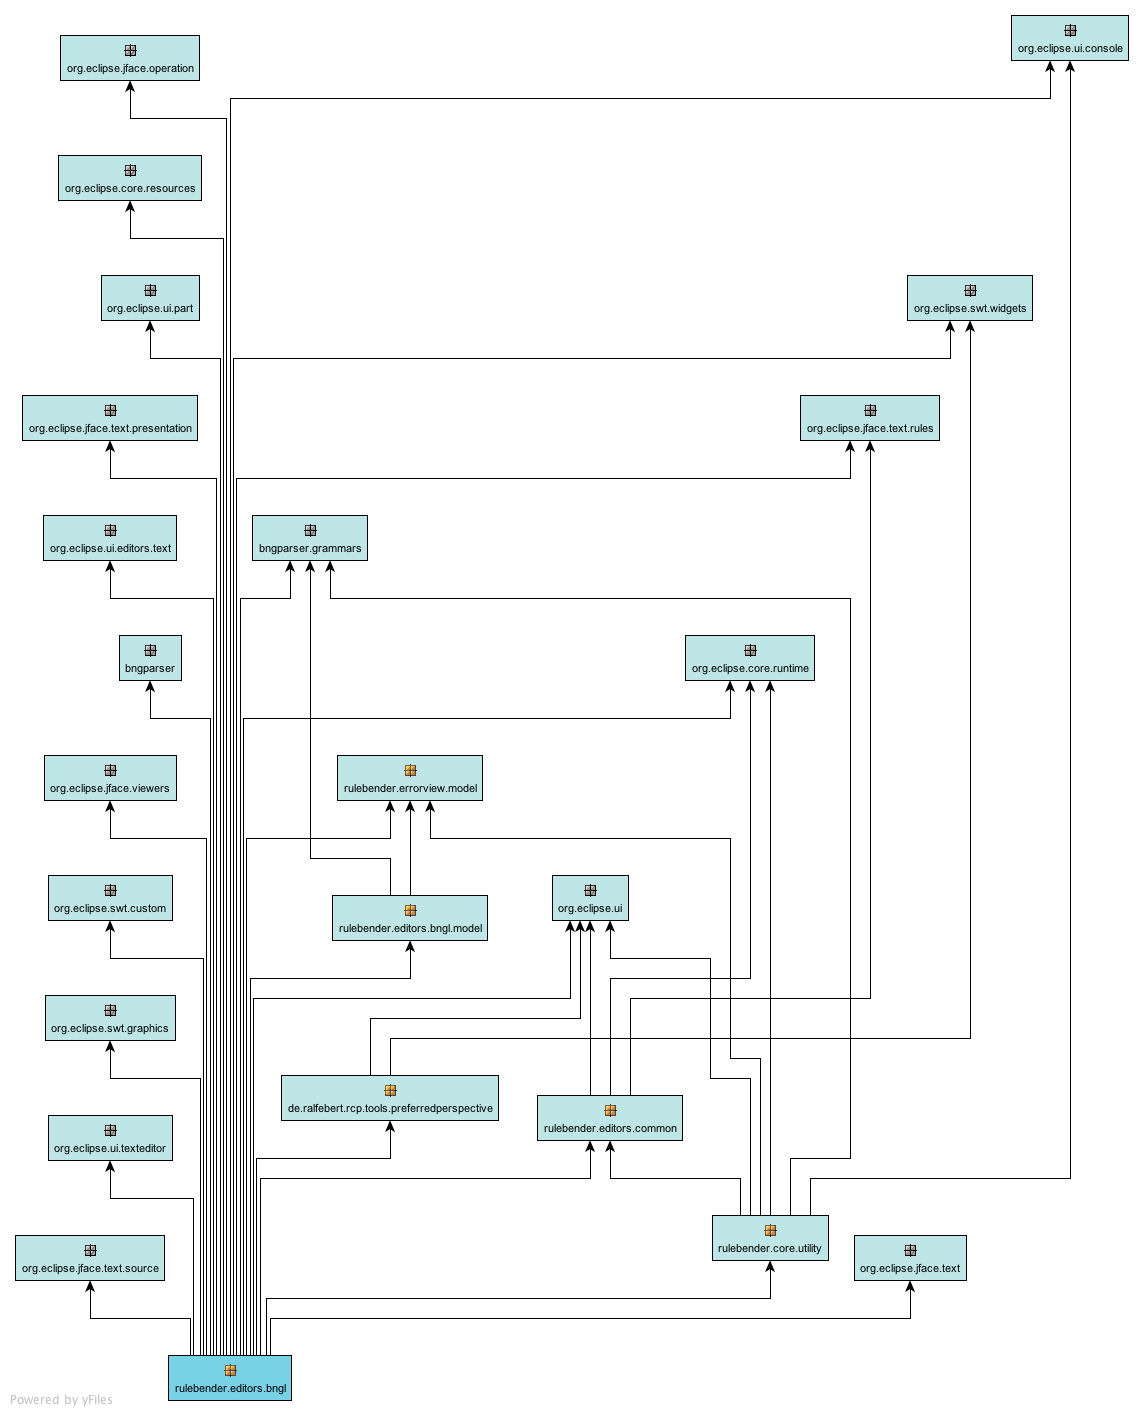 org.eclipse.ui.console
org.eclipse.jface.operation
org.eclipse.core.resources
org.eclipse.ui.part
org.eclipse.swt.widgets
org.eclipse.jface.text.presentation
org.eclipse.jface.text.rules
org.eclipse.ui.editors.text
bngparser.grammars
bngparser
org.eclipse.core.runtime
org.eclipse.jface.viewers
rulebender.errorview.model
org.eclipse.swt.custom
org.eclipse.ui
rulebender.editors.bngl.model
org.eclipse.swt.graphics
de.ralfebert.rcp.tools.preferredperspective
rulebender.editors.common
org.eclipse.ui.texteditor
rulebender.core.utility
org.eclipse.jface.text.source
org.eclipse.jface.text
rulebender.editors.bngl
Powered by yFiles